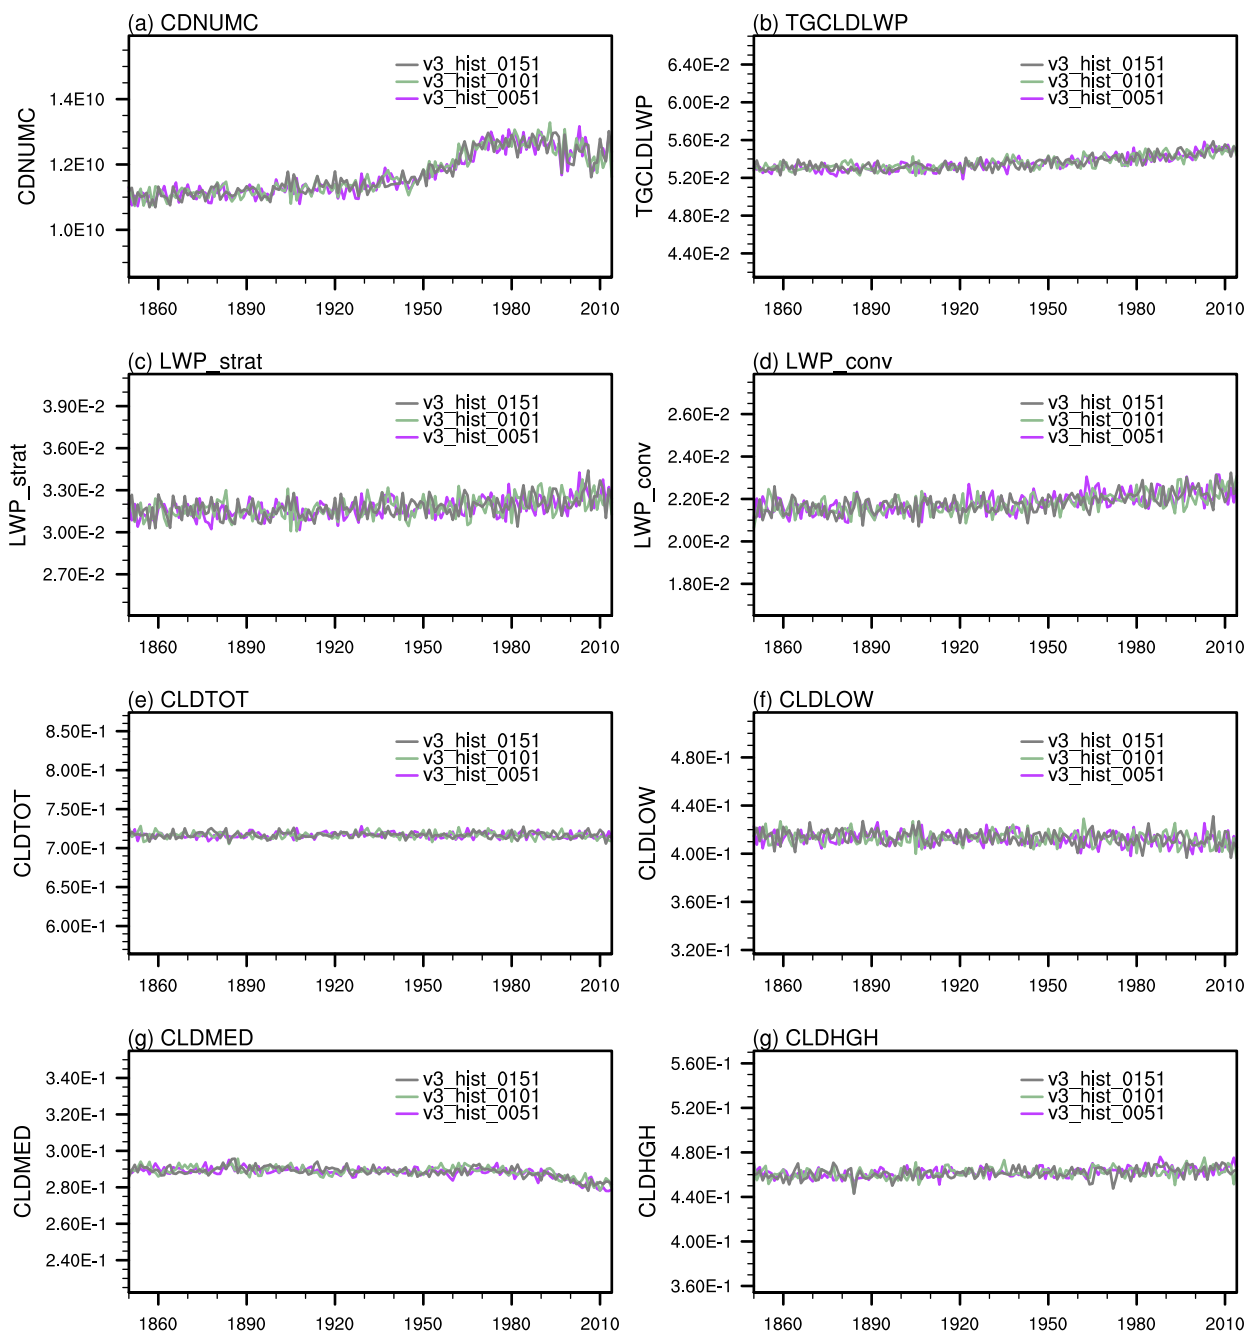 (a) CDNUMC
CDNUMC
1.4E10
1.2E10
1.0E10
v3_hist_0151
v3_hist_0101
v3_hist_0051
1860 1890 1920 1950 1980 2010
(b) TGCLDLWP
TGCLDLWP
6.40E-2
6.00E-2
5.60E-2
5.20E-2
4.80E-2
4.40E-2
v3_hist_0151
v3_hist_0101
v3_hist_0051
1860 1890 1920 1950 1980 2010
(c) LWP_strat
LWP_strat
3.90E-2
3.60E-2
3.30E-2
3.00E-2
2.70E-2
v3_hist_0151
v3_hist_0101
v3_hist_0051
1860 1890 1920 1950 1980 2010
(d) LWP_conv
LWP_conv
2.60E-2
2.40E-2
2.20E-2
2.00E-2
1.80E-2
v3_hist_0151
v3_hist_0101
v3_hist_0051
1860 1890 1920 1950 1980 2010
(e) CLDTOT
CLDTOT
8.50E-1
8.00E-1
7.50E-1
7.00E-1
6.50E-1
6.00E-1
v3_hist_0151
v3_hist_0101
v3_hist_0051
1860 1890 1920 1950 1980 2010
(f) CLDLOW
CLDLOW
4.80E-1
4.40E-1
4.00E-1
3.60E-1
3.20E-1
v3_hist_0151
v3_hist_0101
v3_hist_0051
1860 1890 1920 1950 1980 2010
(g) CLDMED
CLDMED
3.40E-1
3.20E-1
3.00E-1
2.80E-1
2.60E-1
2.40E-1
v3_hist_0151
v3_hist_0101
v3_hist_0051
1860 1890 1920 1950 1980 2010
(g) CLDHGH
CLDHGH
5.60E-1
5.20E-1
4.80E-1
4.40E-1
4.00E-1
3.60E-1
v3_hist_0151
v3_hist_0101
v3_hist_0051
1860 1890 1920 1950 1980 2010